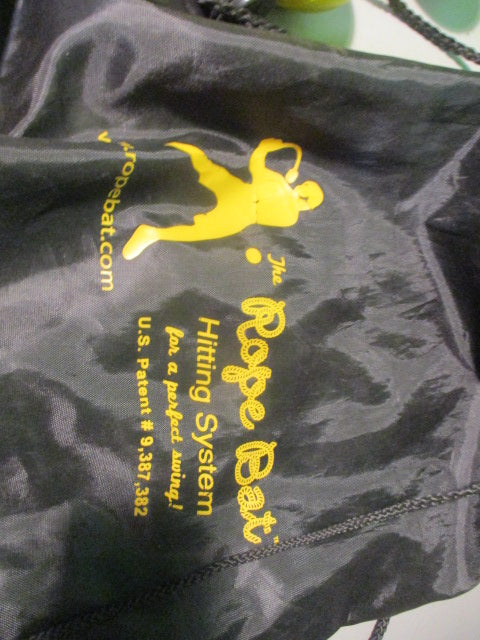 The
Rope Bat™
Hitting System
for a perfect swing!
U.S. Patent # 9,387,382
ropebat.com